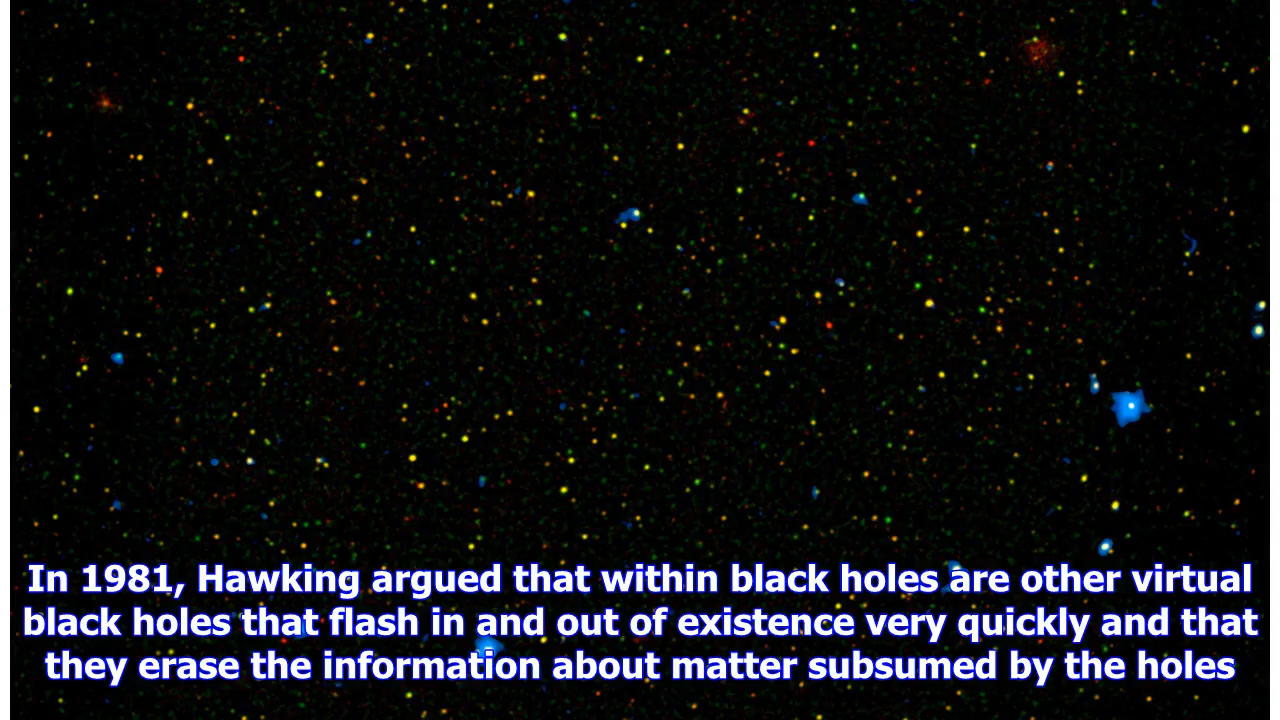 In 1981, Hawking argued that within black holes are other virtual
black holes that flash in and out of existence very quickly and that
they erase the information about matter subsumed by the holes